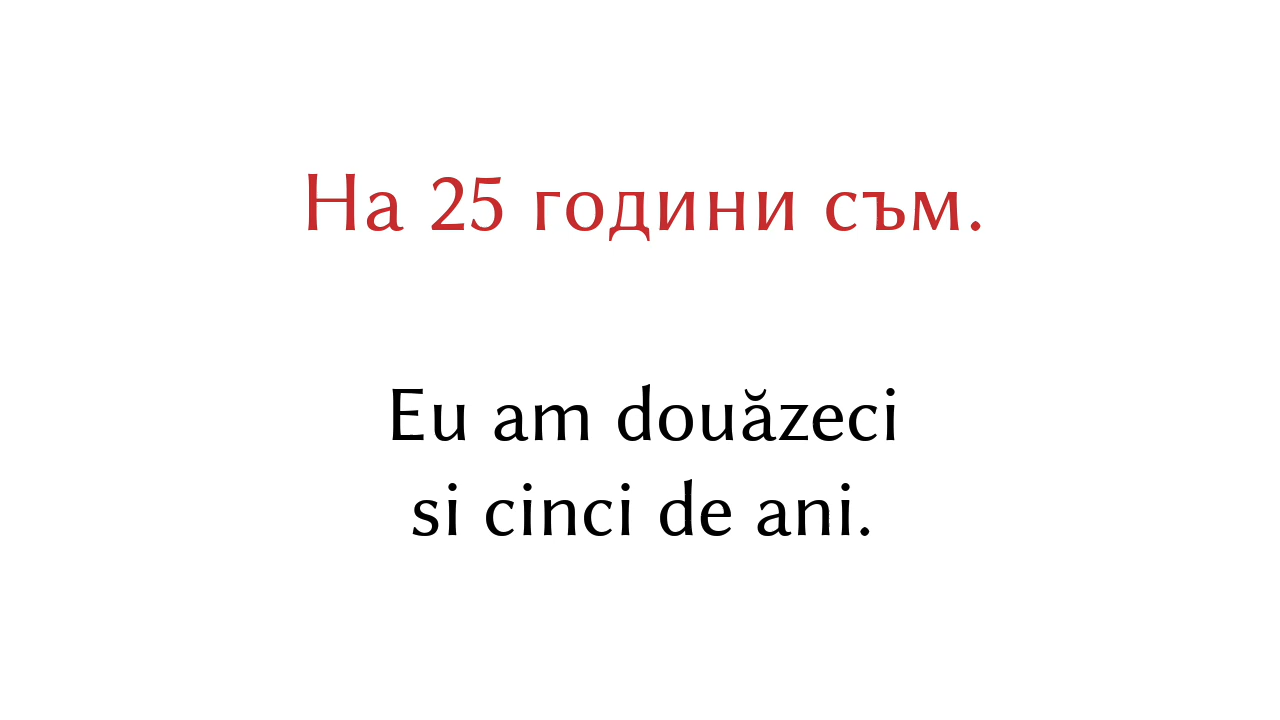 На 25 години съм.
Eu am douăzeci
si cinci de ani.